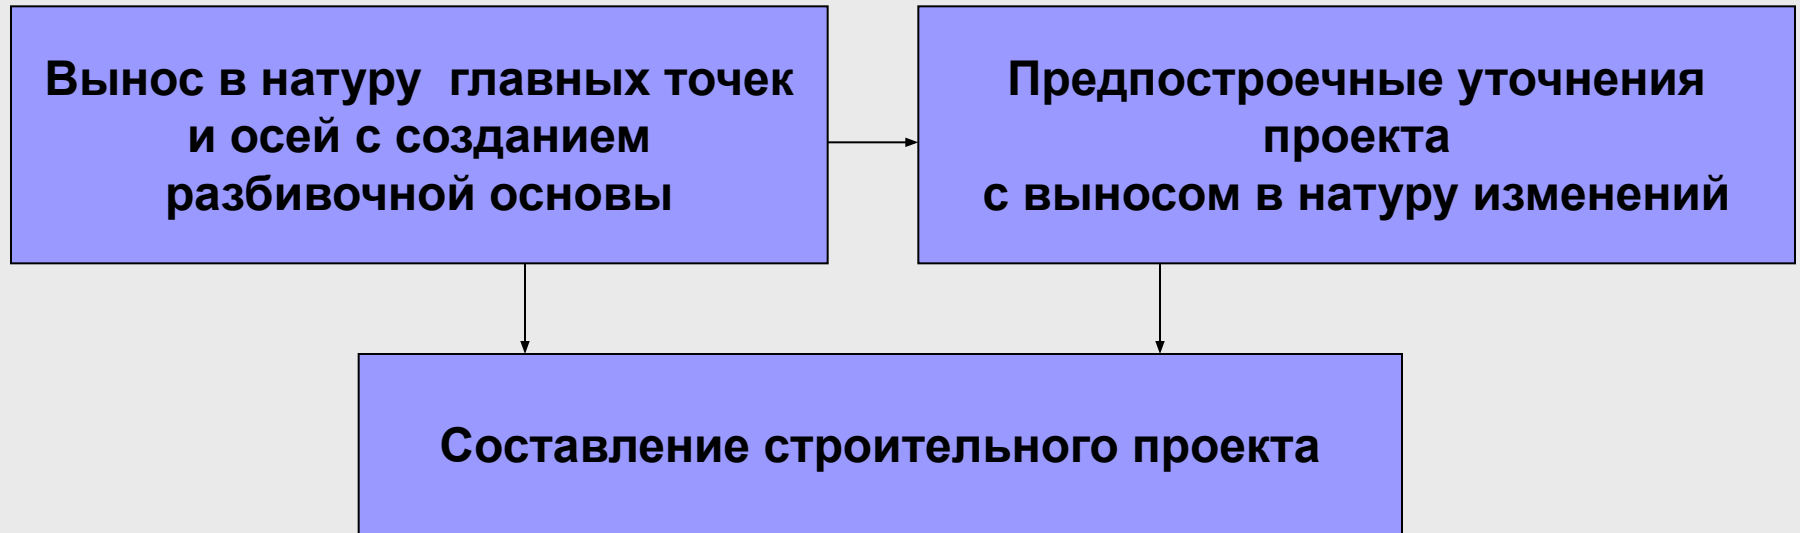 Вынос в натуру  главных точек
и осей с созданием
разбивочной основы
Предпостроечные уточнения
проекта
с выносом в натуру изменений
Составление строительного проекта